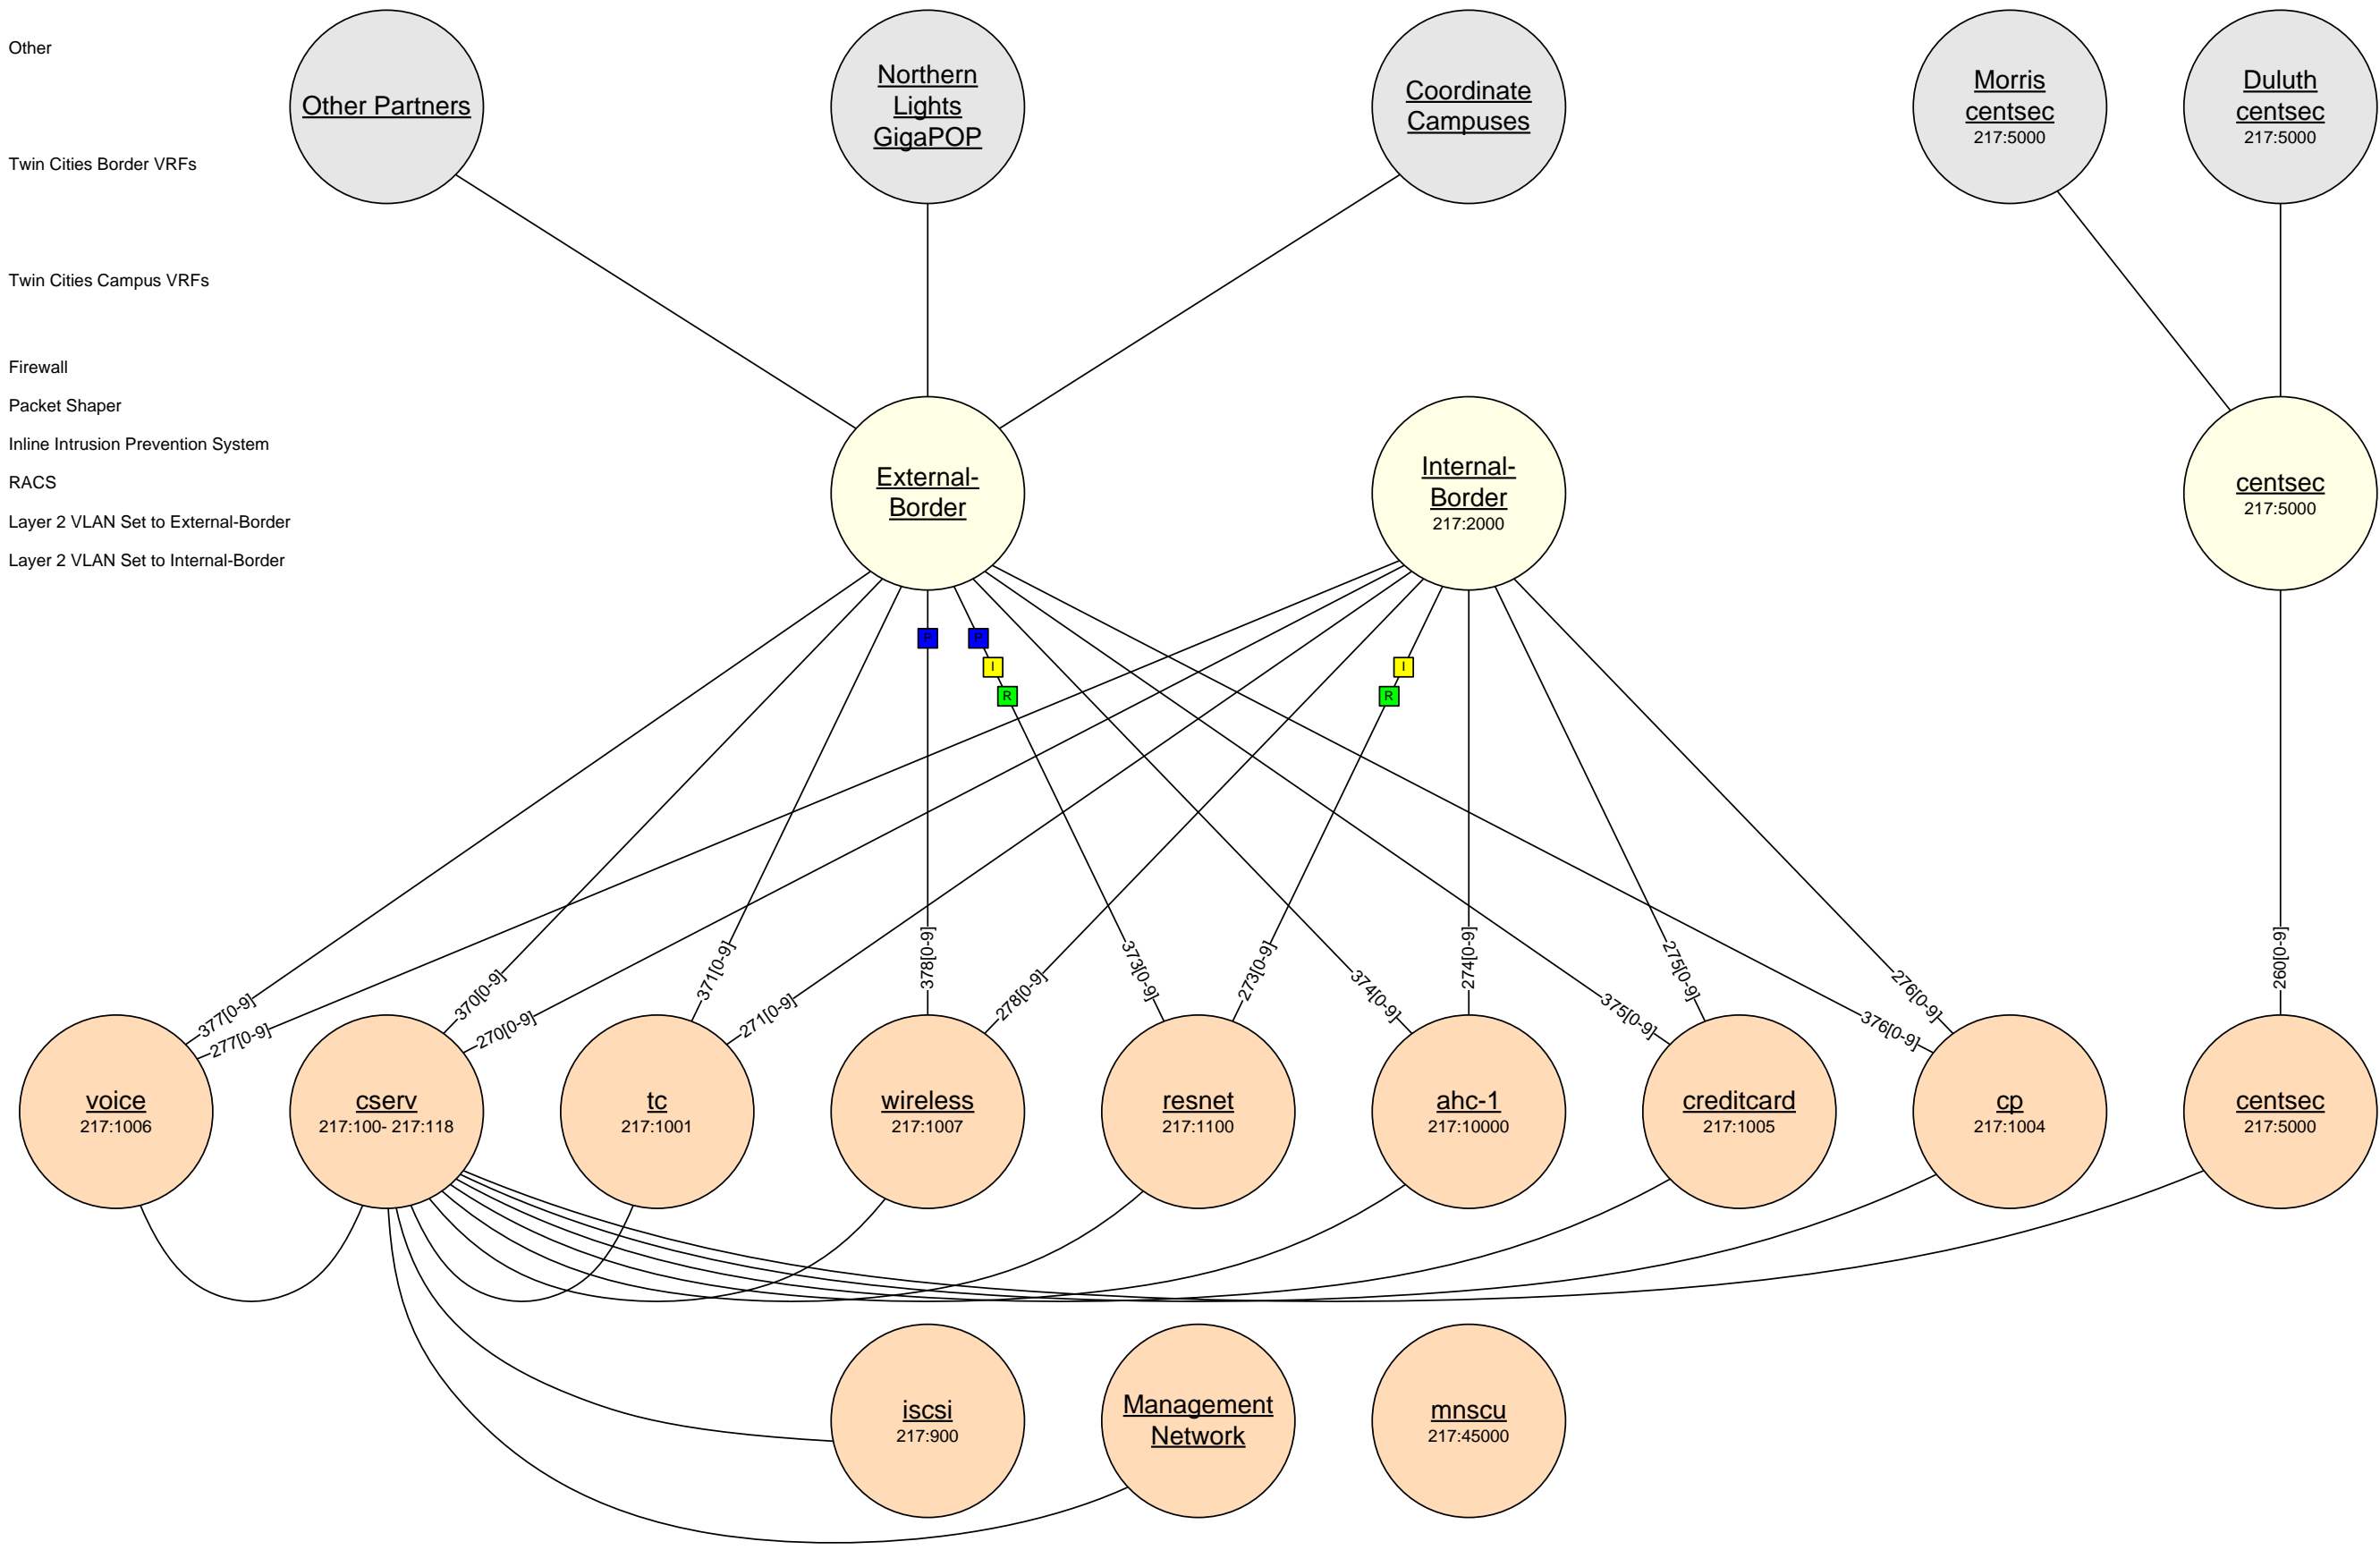 Other
Twin Cities Border VRFs
Twin Cities Campus VRFs
Firewall
Packet Shaper
Inline Intrusion Prevention System
RACS
Layer 2 VLAN Set to External-Border
Layer 2 VLAN Set to Internal-Border
Other Partners
Northern
Lights
GigaPOP
Coordinate
Campuses
Morris
centsec
217:5000
Duluth
centsec
217:5000
External-
Border
Internal-
Border
217:2000
centsec
217:5000
P
P
I
R
I
R
377[0-9]
277[0-9]
370[0-9]
270[0-9]
371[0-9]
271[0-9]
378[0-9]
278[0-9]
373[0-9]
273[0-9]
374[0-9]
274[0-9]
375[0-9]
275[0-9]
376[0-9]
276[0-9]
260[0-9]
voice
217:1006
cserv
217:100- 217:118
tc
217:1001
wireless
217:1007
resnet
217:1100
ahc-1
217:10000
creditcard
217:1005
cp
217:1004
centsec
217:5000
iscsi
217:900
Management
Network
mnscu
217:45000